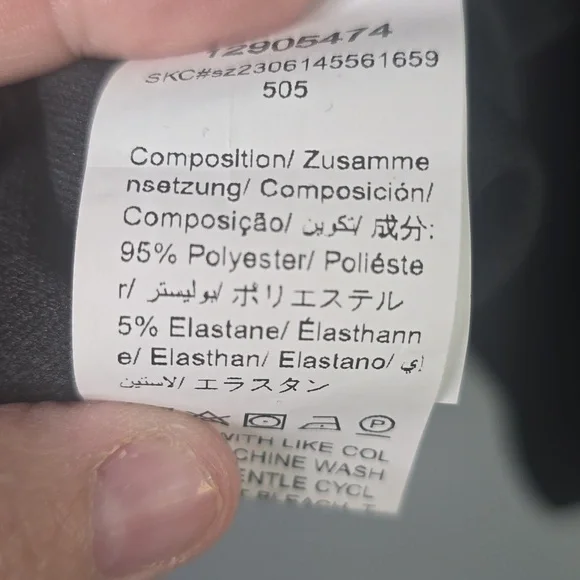 12905474
SKC#sz2306145561659
505
Composition/ Zusamme
nsetzung/ Composición/
Composição/ تكوين/ 成分:
95% Polyester/ Poliéste
r/ بوليستر/ ポリエステル
5% Elastane/ Élasthann
e/ Elasthan/ Elastano/ إي
لاستين/ エラスタン
P
WITH LIKE COL
CHINE WASH
ENTLE CYCL